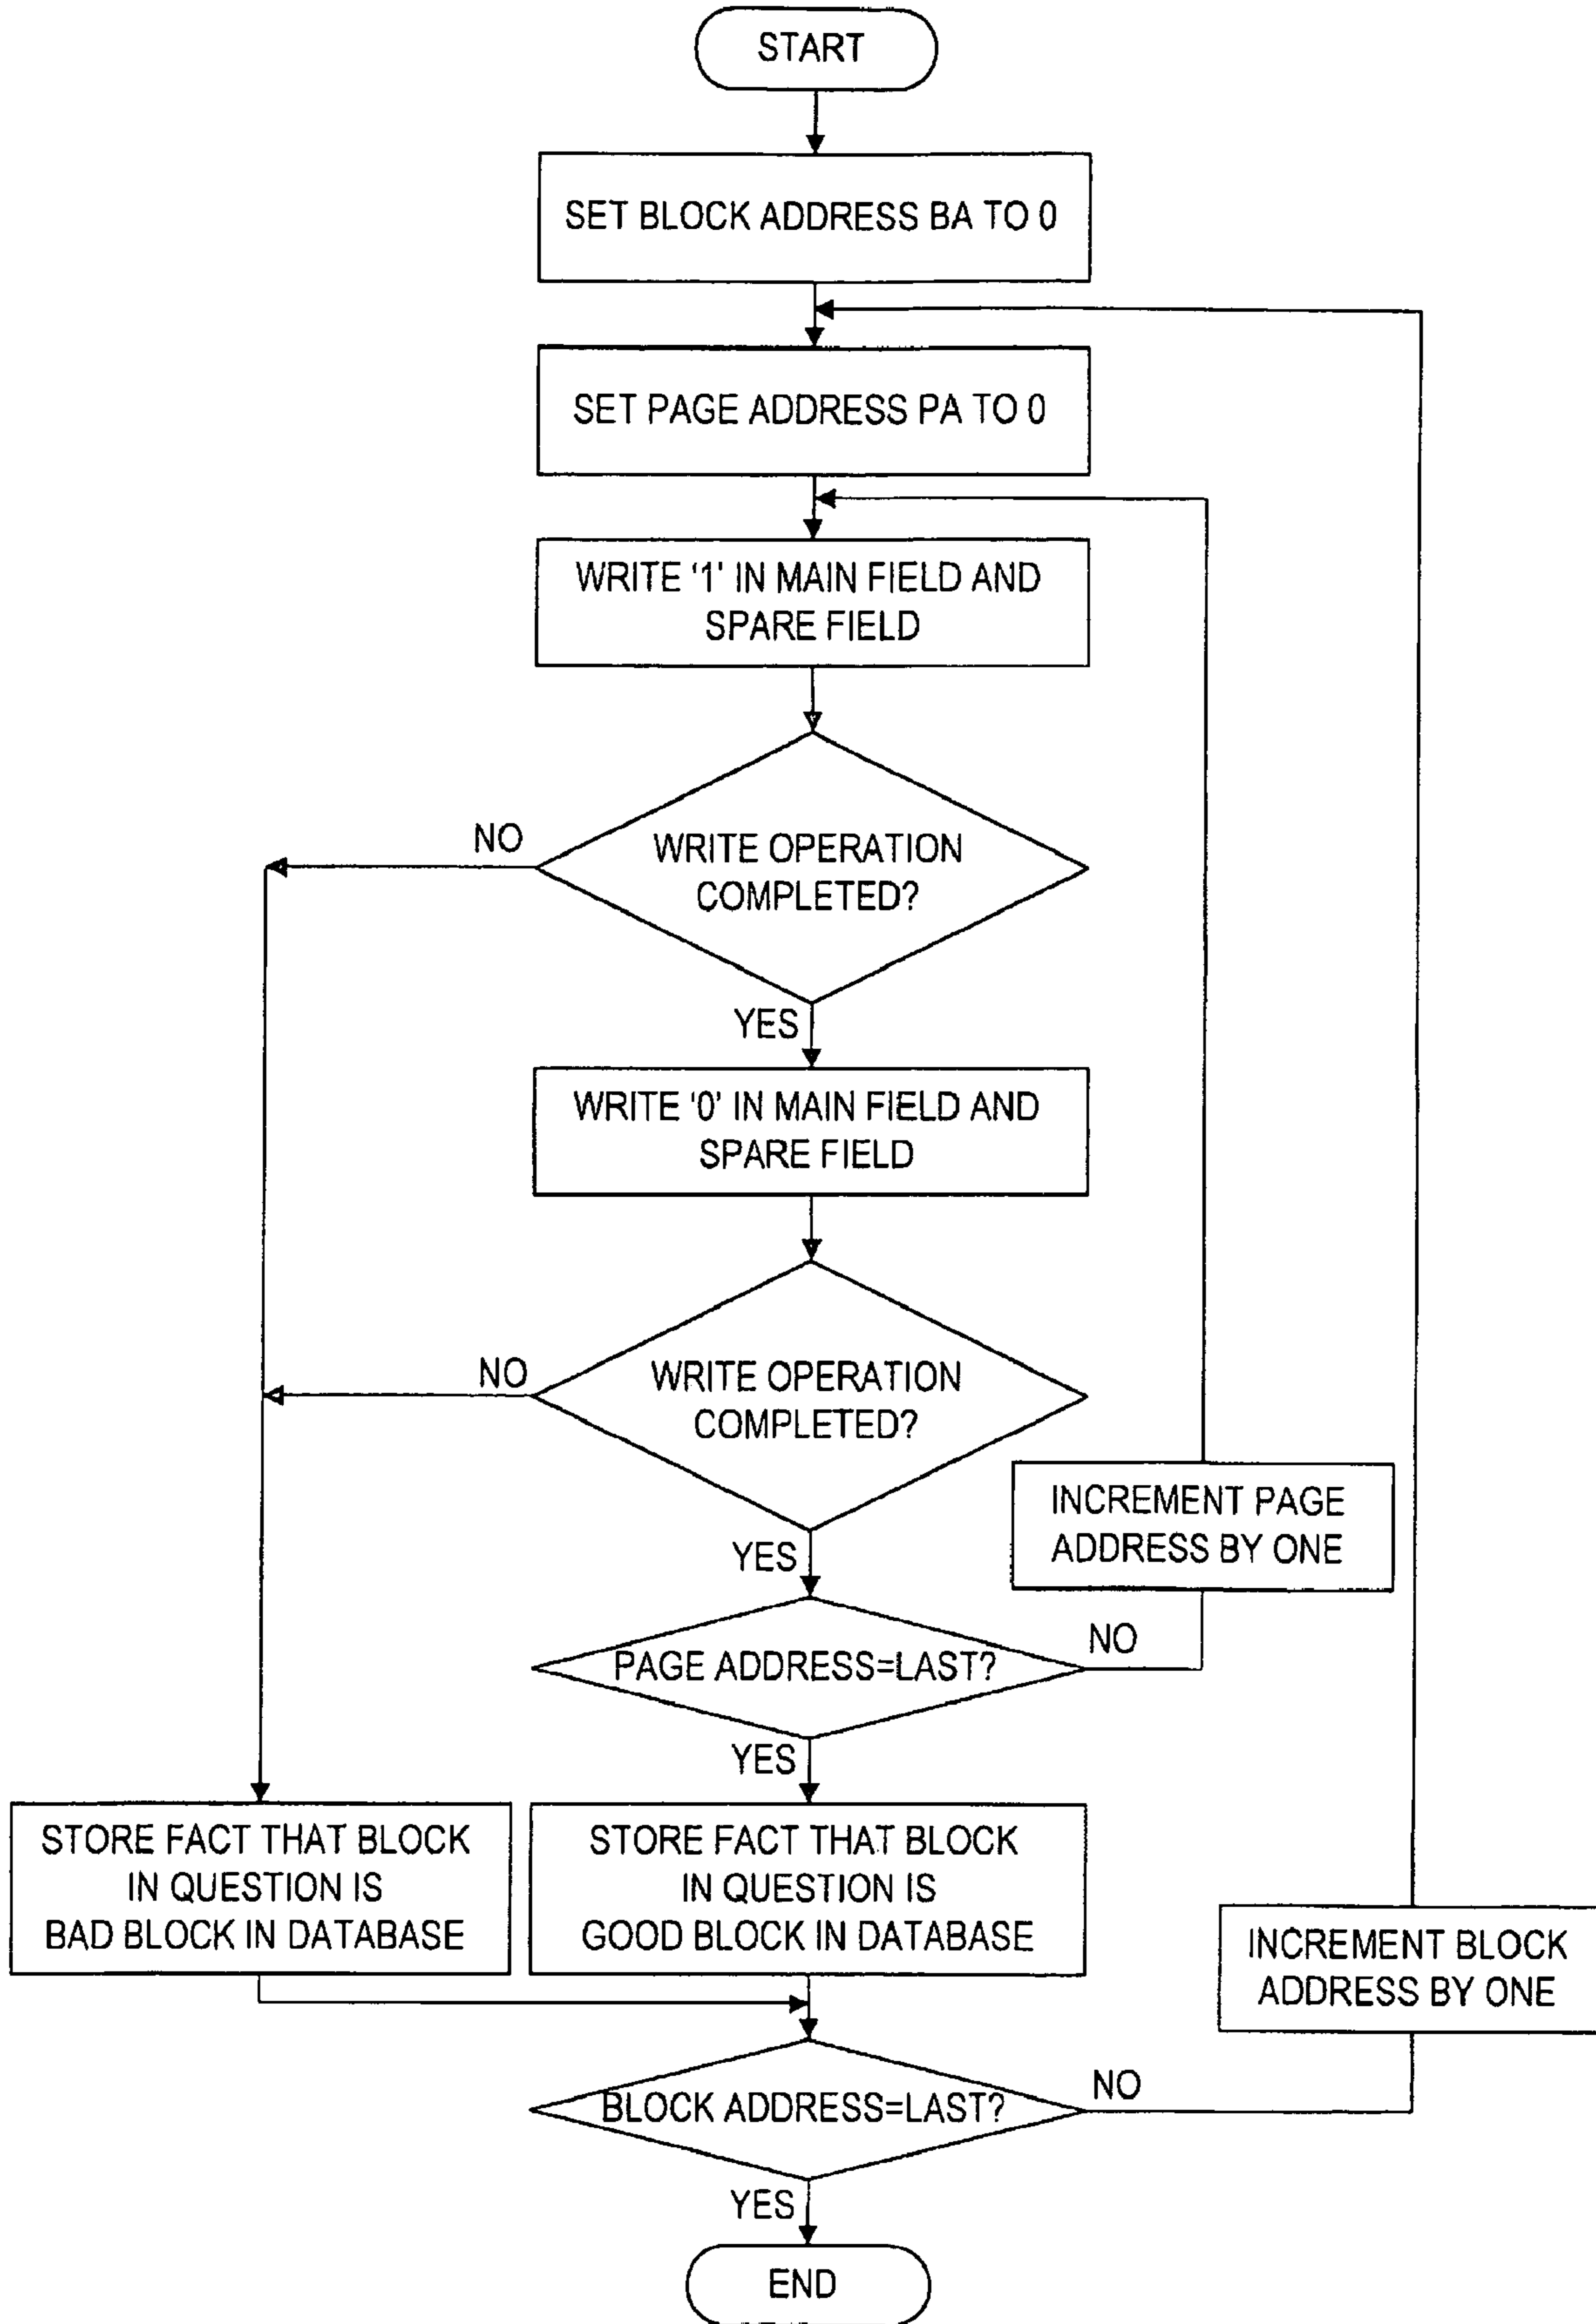 START
SET BLOCK ADDRESS BA TO 0
SET PAGE ADDRESS PA TO 0
WRITE '1' IN MAIN FIELD AND
SPARE FIELD
NO
WRITE OPERATION
COMPLETED?
YES
WRITE '0' IN MAIN FIELD AND
SPARE FIELD
NO
WRITE OPERATION
COMPLETED?
INCREMENT PAGE
ADDRESS BY ONE
YES
PAGE ADDRESS=LAST?
NO
YES
STORE FACT THAT BLOCK
IN QUESTION IS
BAD BLOCK IN DATABASE
STORE FACT THAT BLOCK
IN QUESTION IS
GOOD BLOCK IN DATABASE
INCREMENT BLOCK
ADDRESS BY ONE
BLOCK ADDRESS=LAST?
NO
YES
END